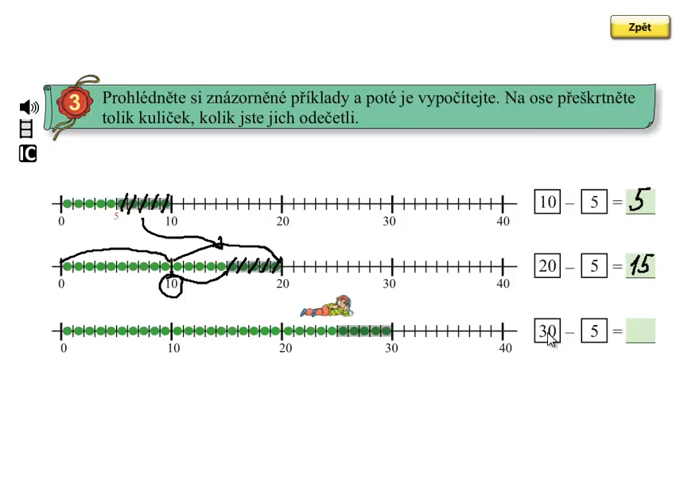 Zpět
3 Prohlédněte si znázorněné příklady a poté je vypočítejte. Na ose přeškrtněte
tolik kuliček, kolik jste jich odečetli.
10 – 5 = 5
0 5 10 20 30 40
20 – 5 = 15
0 10 20 30 40
30 – 5 =
0 10 20 30 40